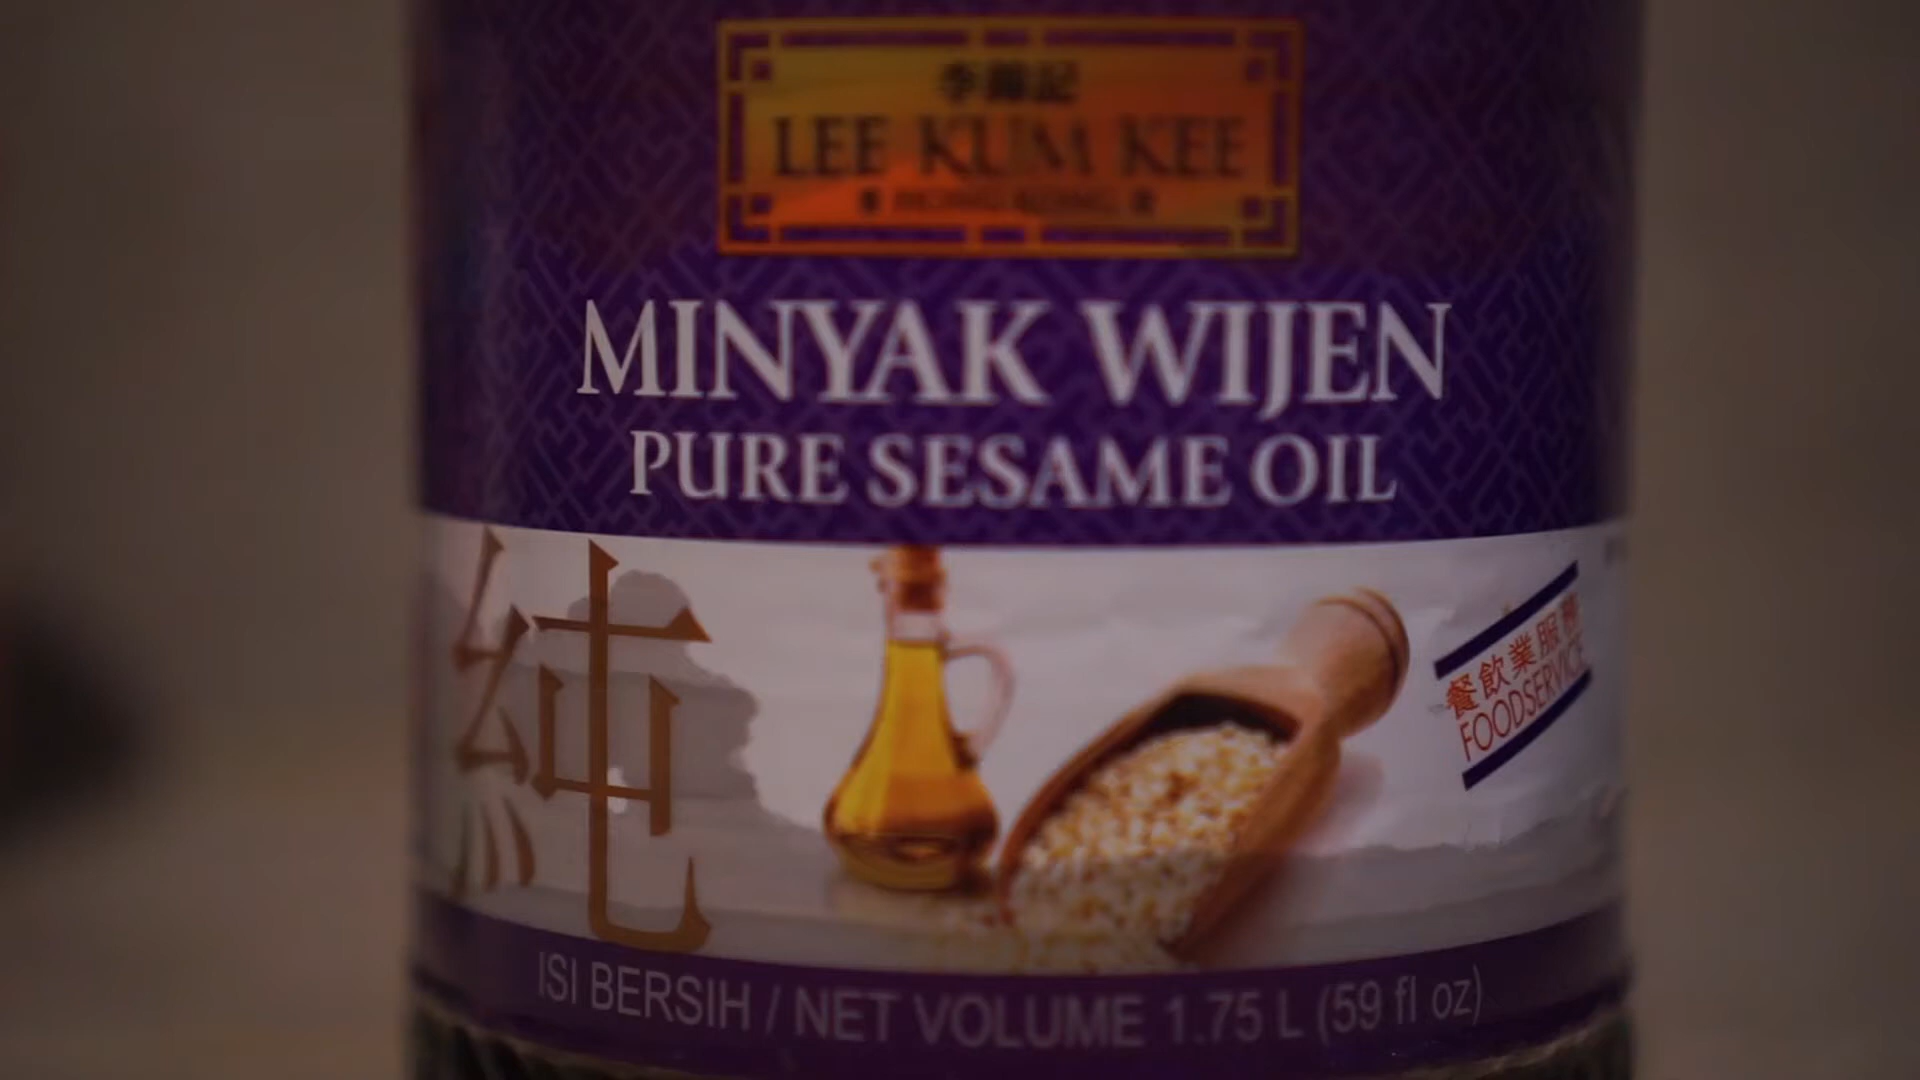 李錦記
LEE KUM KEE
HONG KONG
MINYAK WIJEN
PURE SESAME OIL
純
餐飲業服務
FOODSERVICE
ISI BERSIH / NET VOLUME 1.75 L (59 fl oz)